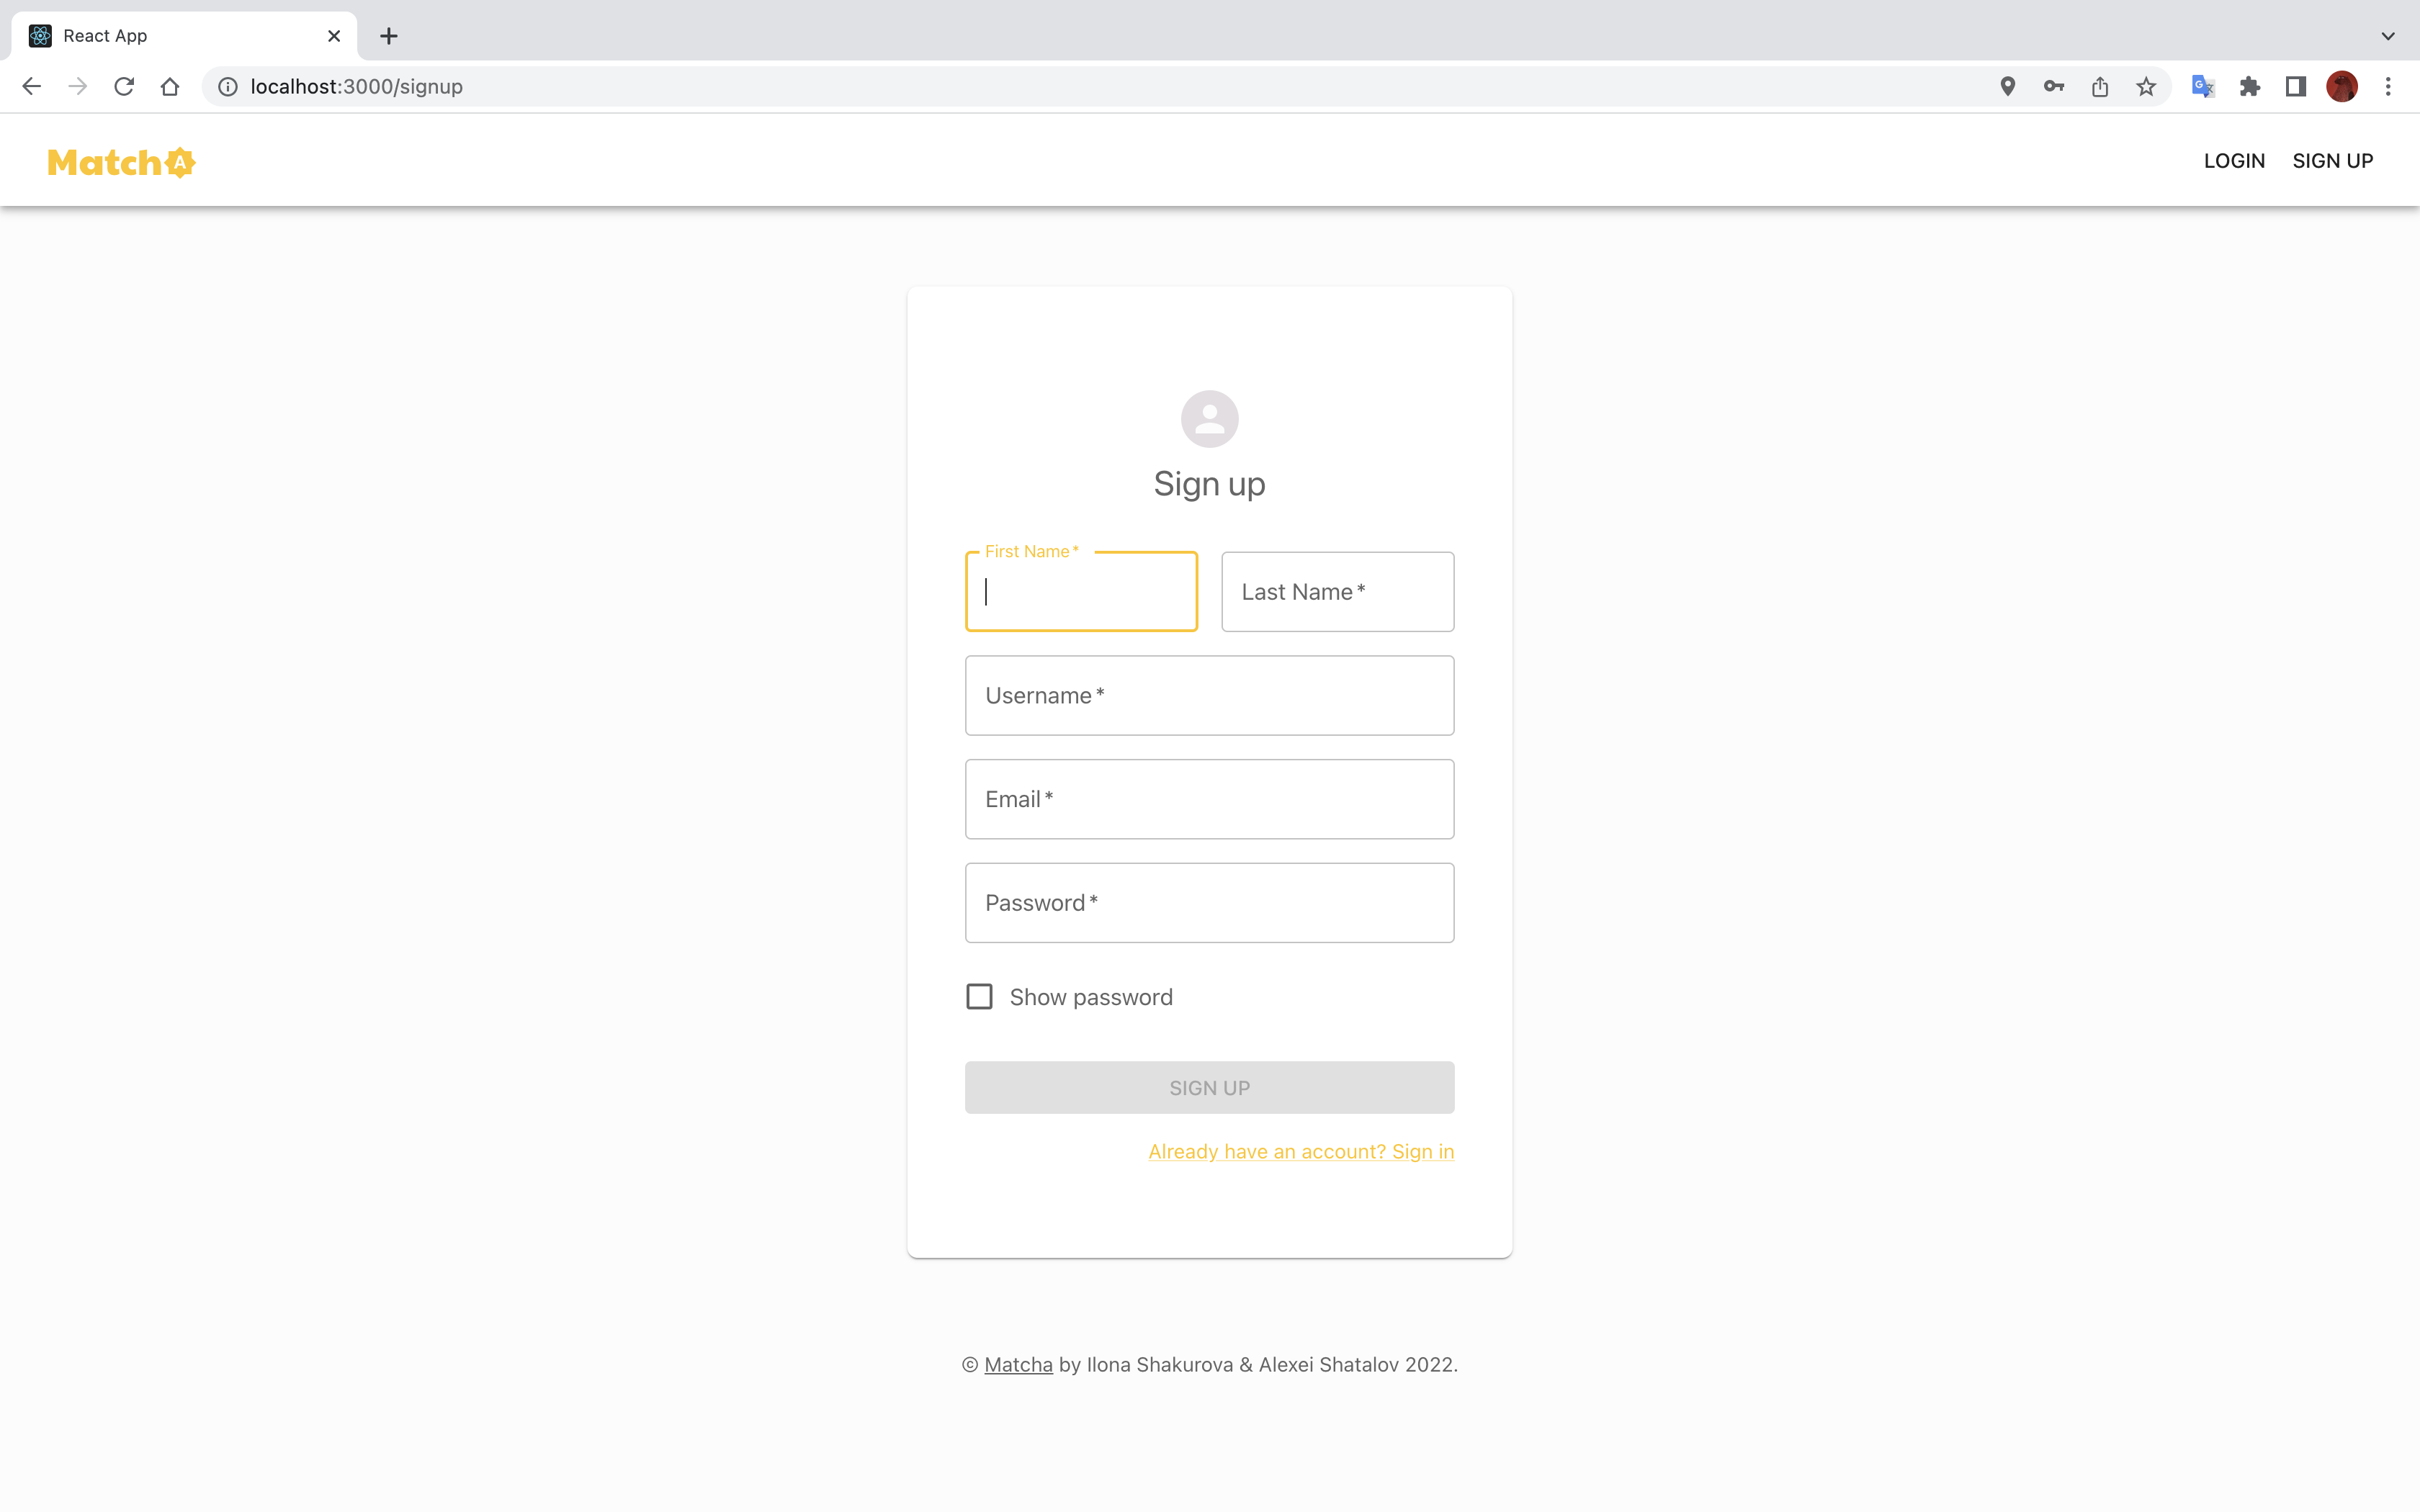 React App
localhost:3000/signup
MatchA
LOGIN SIGN UP
Sign up
First Name *
Last Name *
Username *
Email *
Password *
Show password
SIGN UP
Already have an account? Sign in
© Matcha by Ilona Shakurova & Alexei Shatalov 2022.